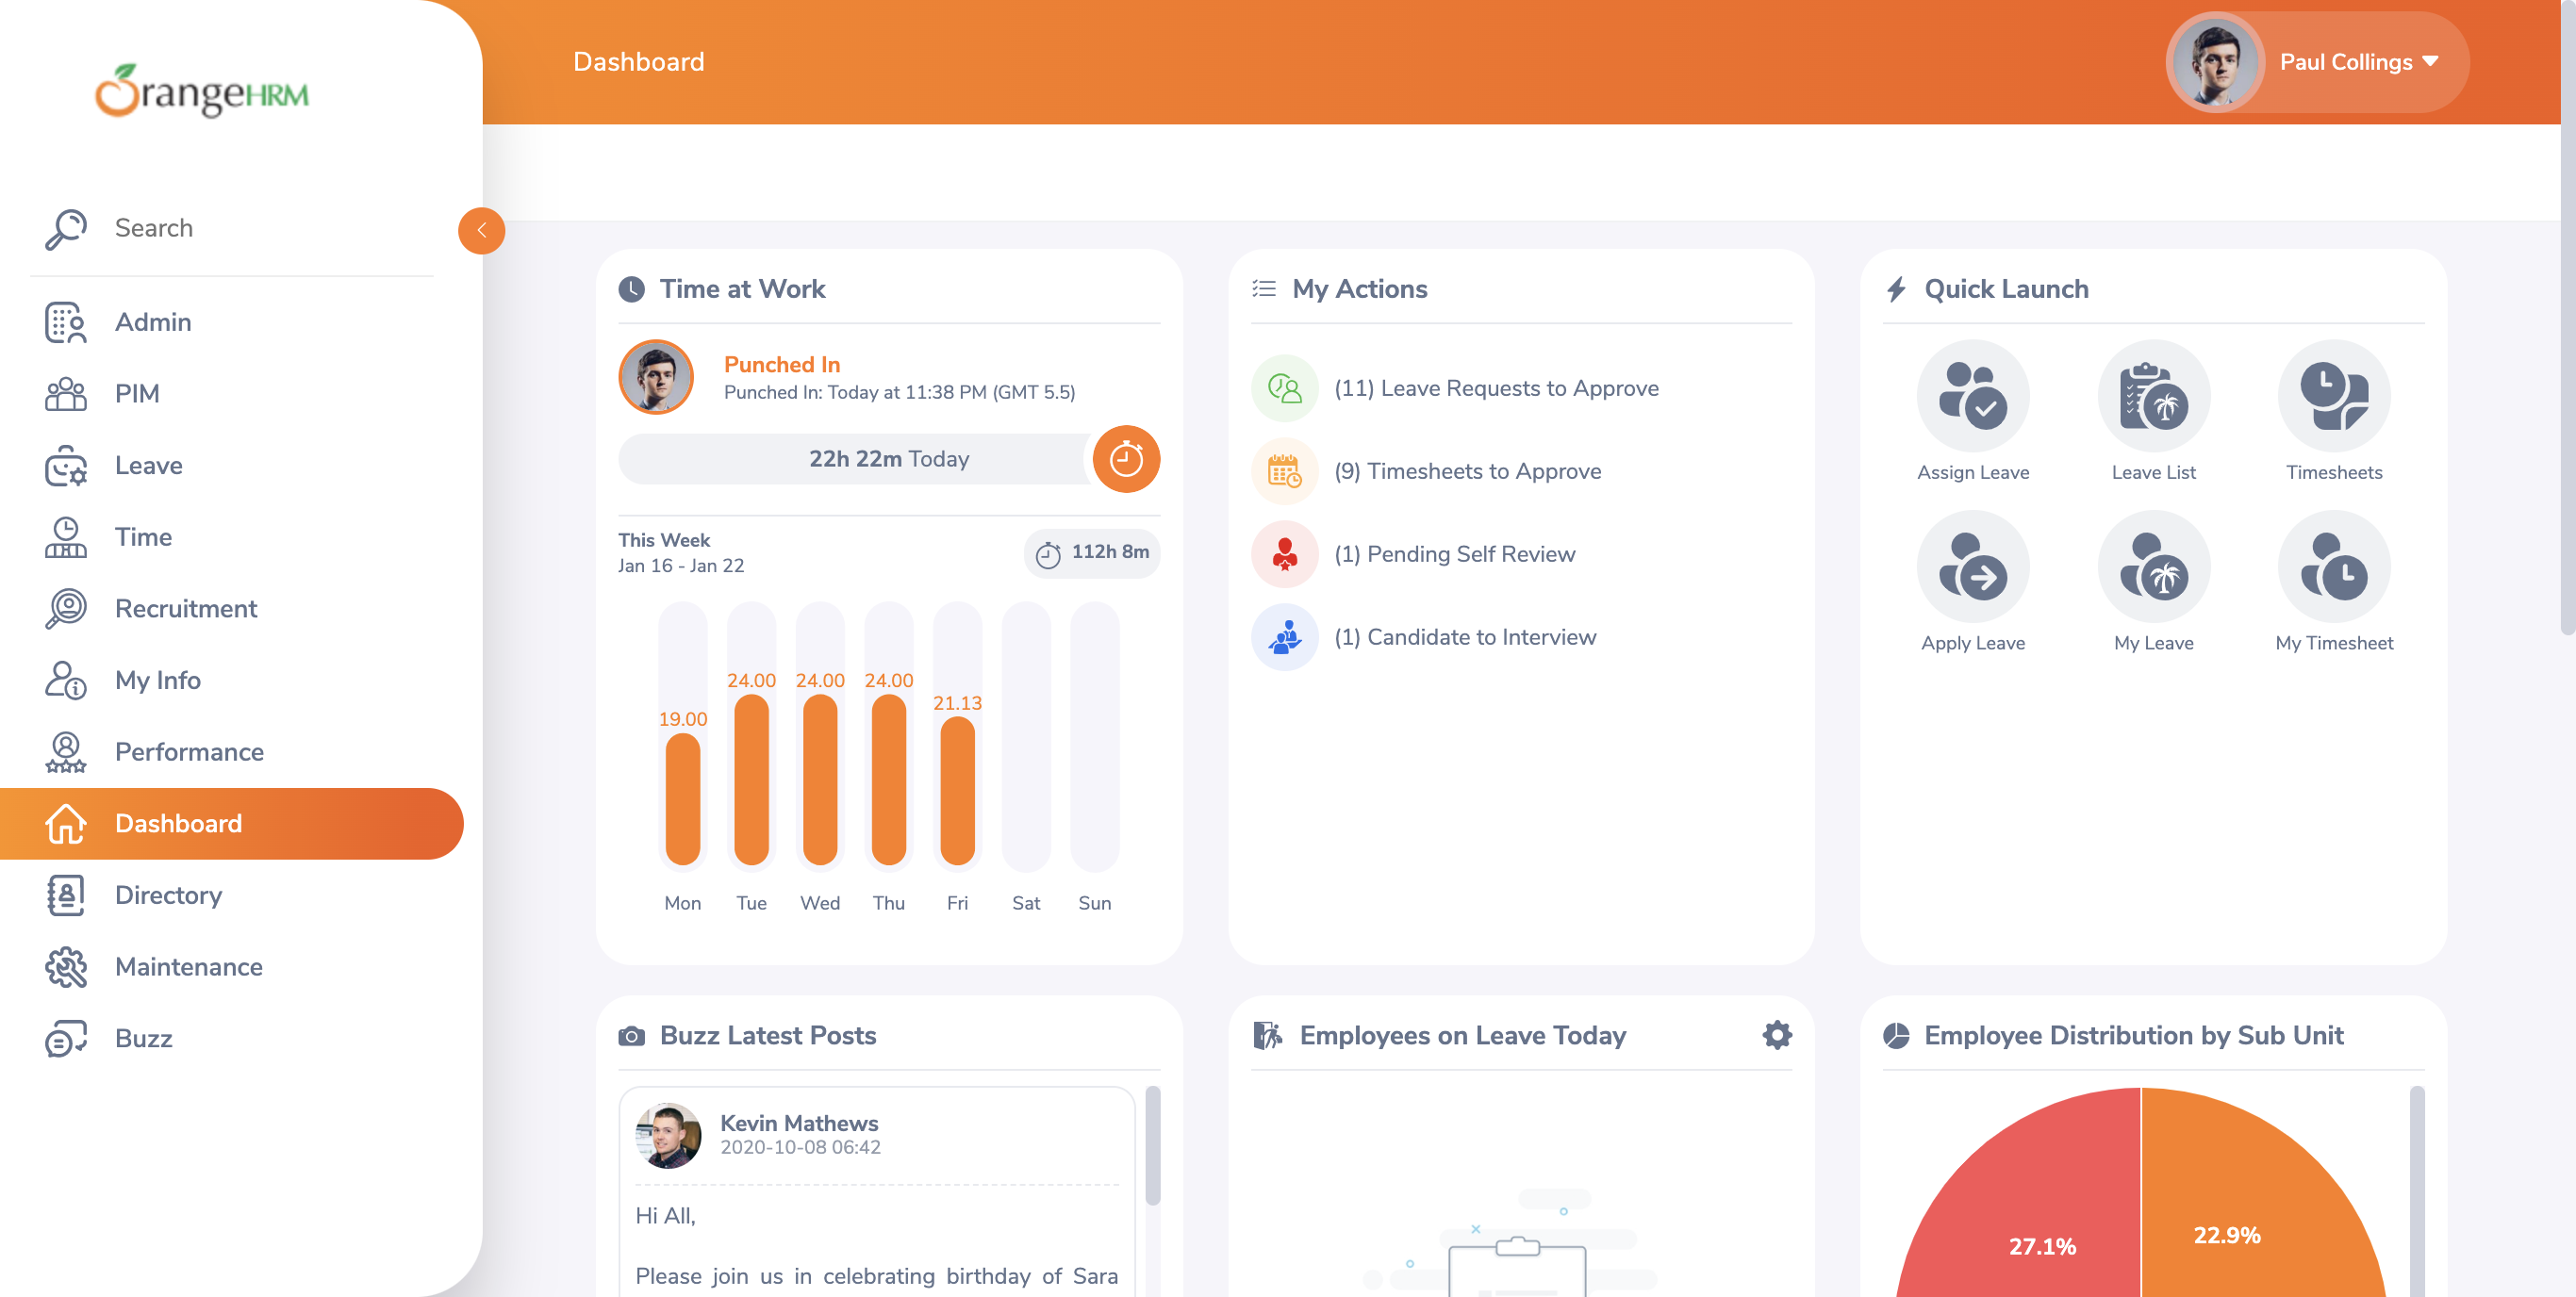 OrangeHRM
Search
Admin
PIM
Leave
Time
Recruitment
My Info
Performance
Dashboard
Directory
Maintenance
Buzz
Dashboard
Paul Collings
Time at Work
Punched In
Punched In: Today at 11:38 PM (GMT 5.5)
22h 22m Today
This Week
Jan 16 - Jan 22
112h 8m
19.00 24.00 24.00 24.00 21.13
Mon Tue Wed Thu Fri Sat Sun
My Actions
(11) Leave Requests to Approve
(9) Timesheets to Approve
(1) Pending Self Review
(1) Candidate to Interview
Quick Launch
Assign Leave Leave List Timesheets
Apply Leave My Leave My Timesheet
Buzz Latest Posts
Kevin Mathews
2020-10-08 06:42
Hi All,
Please join us in celebrating birthday of Sara
Employees on Leave Today
Employee Distribution by Sub Unit
27.1% 22.9%